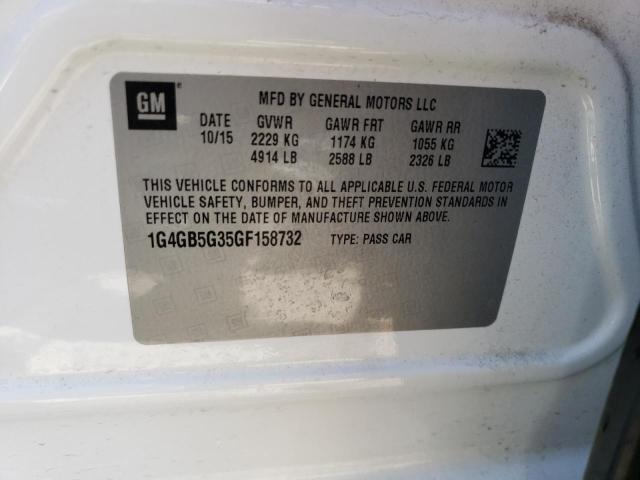 GM
MFD BY GENERAL MOTORS LLC
DATE GVWR GAWR FRT GAWR RR
10/15 2229 KG 1174 KG 1055 KG
4914 LB 2588 LB 2326 LB
THIS VEHICLE CONFORMS TO ALL APPLICABLE U.S. FEDERAL MOTOR
VEHICLE SAFETY, BUMPER, AND THEFT PREVENTION STANDARDS IN
EFFECT ON THE DATE OF MANUFACTURE SHOWN ABOVE.
1G4GB5G35GF158732 TYPE: PASS CAR